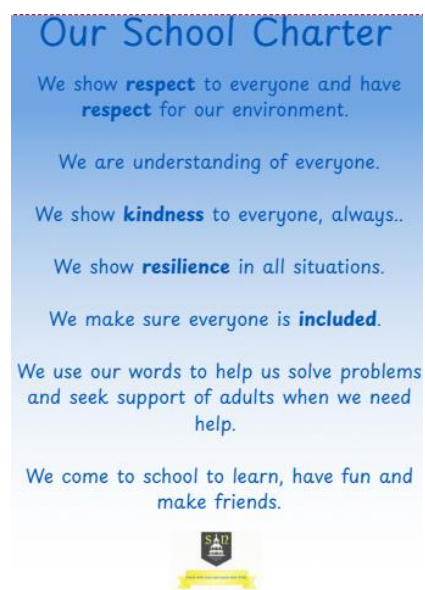 Our School Charter
We show respect to everyone and have
respect for our environment.
We are understanding of everyone.
We show kindness to everyone, always..
We show resilience in all situations.
We make sure everyone is included.
We use our words to help us solve problems
and seek support of adults when we need
help.
We come to school to learn, have fun and
make friends.